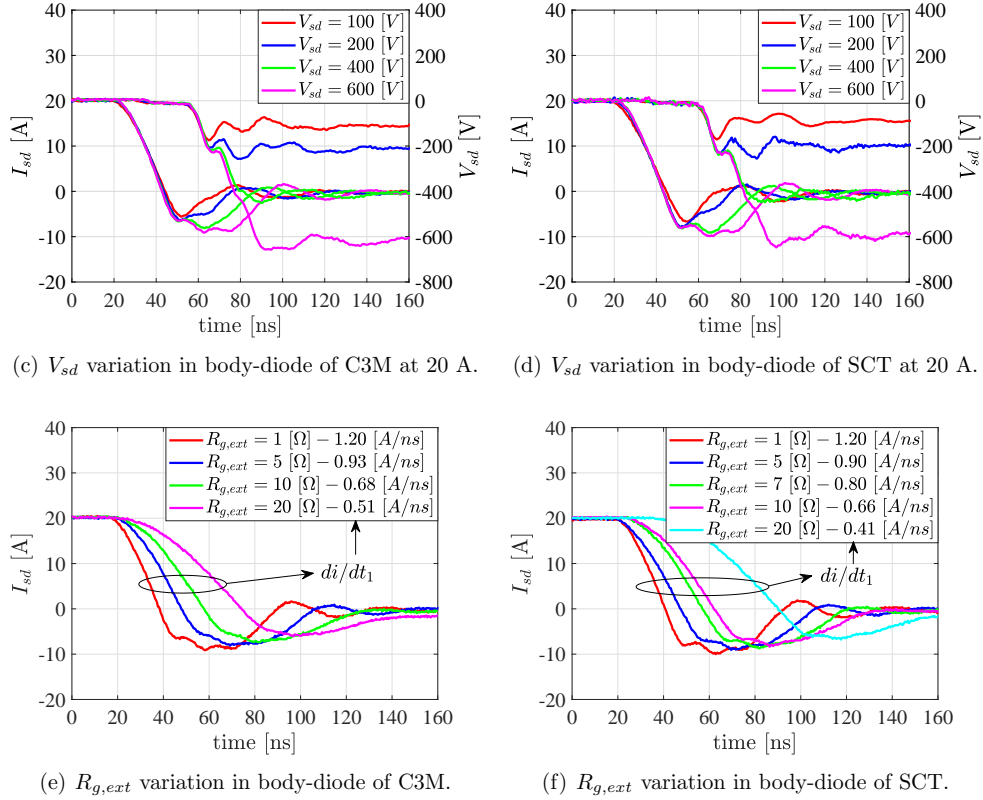 40
30
20
10
0
-10
-20
I_sd [A]
400
200
0
-200
-400
-600
-800
V_sd [V]
V_sd = 100 [V]
V_sd = 200 [V]
V_sd = 400 [V]
V_sd = 600 [V]
0 20 40 60 80 100 120 140 160
time [ns]
(c) V_sd variation in body-diode of C3M at 20 A.
40
30
20
10
0
-10
-20
I_sd [A]
400
200
0
-200
-400
-600
-800
V_sd [V]
V_sd = 100 [V]
V_sd = 200 [V]
V_sd = 400 [V]
V_sd = 600 [V]
0 20 40 60 80 100 120 140 160
time [ns]
(d) V_sd variation in body-diode of SCT at 20 A.
40
30
20
10
0
-10
-20
I_sd [A]
R_g,ext = 1 [Ω] − 1.20 [A/ns]
R_g,ext = 5 [Ω] − 0.93 [A/ns]
R_g,ext = 10 [Ω] − 0.68 [A/ns]
R_g,ext = 20 [Ω] − 0.51 [A/ns]
di/dt_1
0 20 40 60 80 100 120 140 160
time [ns]
(e) R_g,ext variation in body-diode of C3M.
40
30
20
10
0
-10
-20
I_sd [A]
R_g,ext = 1 [Ω] − 1.20 [A/ns]
R_g,ext = 5 [Ω] − 0.90 [A/ns]
R_g,ext = 7 [Ω] − 0.80 [A/ns]
R_g,ext = 10 [Ω] − 0.66 [A/ns]
R_g,ext = 20 [Ω] − 0.41 [A/ns]
di/dt_1
0 20 40 60 80 100 120 140 160
time [ns]
(f) R_g,ext variation in body-diode of SCT.